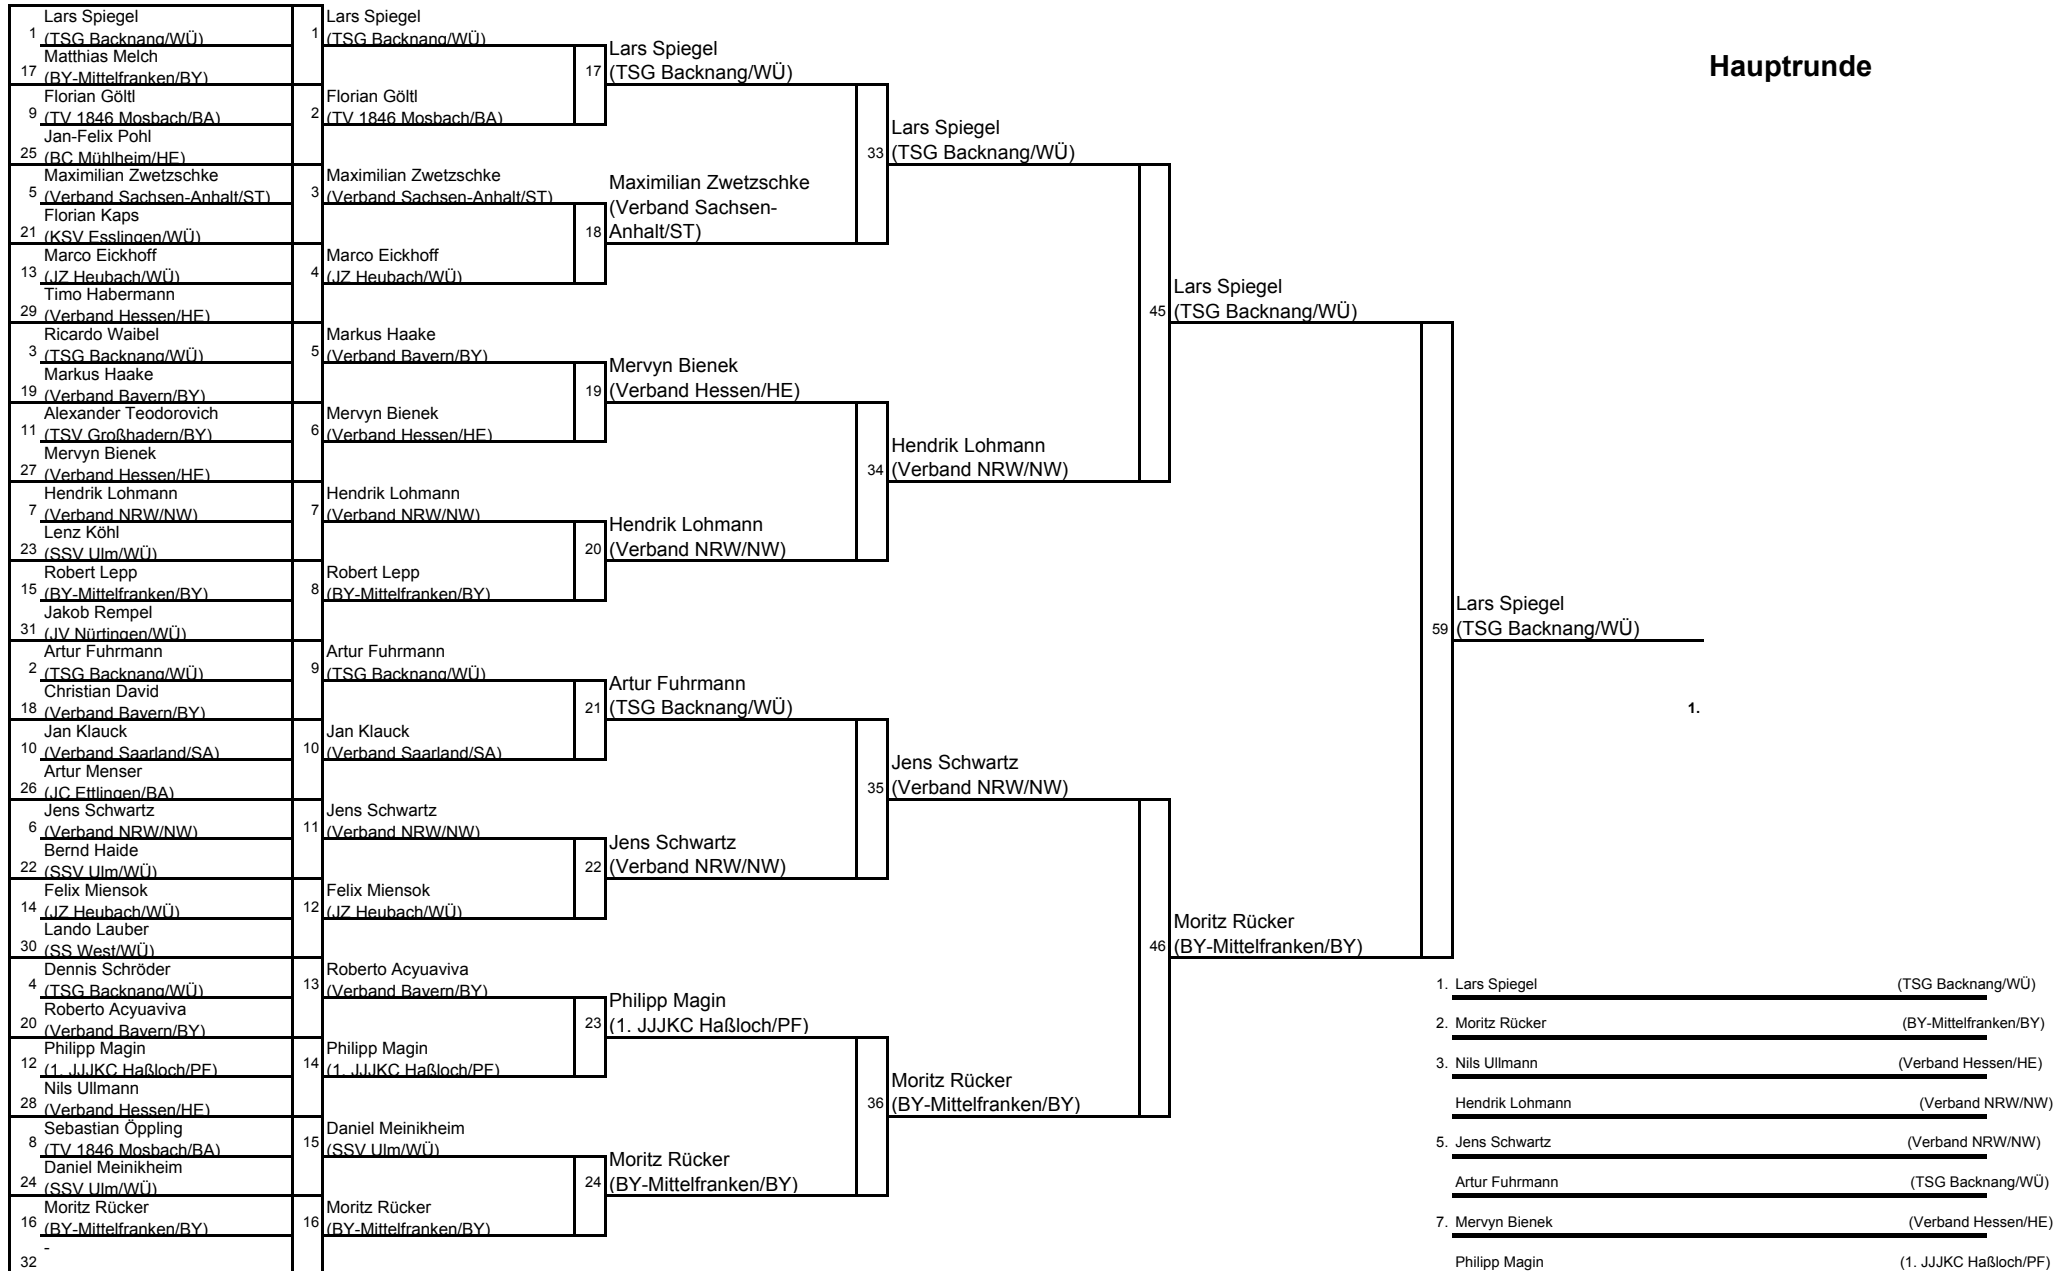 Hauptrunde
1 Lars Spiegel
(TSG Backnang/WÜ)
17 Matthias Melch
(BY-Mittelfranken/BY)
9 Florian Göltl
(TV 1846 Mosbach/BA)
25 Jan-Felix Pohl
(BC Mühlheim/HE)
5 Maximilian Zwetzschke
(Verband Sachsen-Anhalt/ST)
21 Florian Kaps
(KSV Esslingen/WÜ)
13 Marco Eickhoff
(JZ Heubach/WÜ)
29 Timo Habermann
(Verband Hessen/HE)
3 Ricardo Waibel
(TSG Backnang/WÜ)
19 Markus Haake
(Verband Bayern/BY)
11 Alexander Teodorovich
(TSV Großhadern/BY)
27 Mervyn Bienek
(Verband Hessen/HE)
7 Hendrik Lohmann
(Verband NRW/NW)
23 Lenz Köhl
(SSV Ulm/WÜ)
15 Robert Lepp
(BY-Mittelfranken/BY)
31 Jakob Rempel
(JV Nürtingen/WÜ)
2 Artur Fuhrmann
(TSG Backnang/WÜ)
18 Christian David
(Verband Bayern/BY)
10 Jan Klauck
(Verband Saarland/SA)
26 Artur Menser
(JC Ettlingen/BA)
6 Jens Schwartz
(Verband NRW/NW)
22 Bernd Haide
(SSV Ulm/WÜ)
14 Felix Miensok
(JZ Heubach/WÜ)
30 Lando Lauber
(SS West/WÜ)
4 Dennis Schröder
(TSG Backnang/WÜ)
20 Roberto Acyuaviva
(Verband Bayern/BY)
12 Philipp Magin
(1. JJJKC Haßloch/PF)
28 Nils Ullmann
(Verband Hessen/HE)
8 Sebastian Öppling
(TV 1846 Mosbach/BA)
24 Daniel Meinikheim
(SSV Ulm/WÜ)
16 Moritz Rücker
(BY-Mittelfranken/BY)
32 -
1 Lars Spiegel
(TSG Backnang/WÜ)
2 Florian Göltl
(TV 1846 Mosbach/BA)
3 Maximilian Zwetzschke
(Verband Sachsen-Anhalt/ST)
4 Marco Eickhoff
(JZ Heubach/WÜ)
5 Markus Haake
(Verband Bayern/BY)
6 Mervyn Bienek
(Verband Hessen/HE)
7 Hendrik Lohmann
(Verband NRW/NW)
8 Robert Lepp
(BY-Mittelfranken/BY)
9 Artur Fuhrmann
(TSG Backnang/WÜ)
10 Jan Klauck
(Verband Saarland/SA)
11 Jens Schwartz
(Verband NRW/NW)
12 Felix Miensok
(JZ Heubach/WÜ)
13 Roberto Acyuaviva
(Verband Bayern/BY)
14 Philipp Magin
(1. JJJKC Haßloch/PF)
15 Daniel Meinikheim
(SSV Ulm/WÜ)
16 Moritz Rücker
(BY-Mittelfranken/BY)
17 Lars Spiegel
(TSG Backnang/WÜ)
18 Maximilian Zwetzschke
(Verband Sachsen-
Anhalt/ST)
19 Mervyn Bienek
(Verband Hessen/HE)
20 Hendrik Lohmann
(Verband NRW/NW)
21 Artur Fuhrmann
(TSG Backnang/WÜ)
22 Jens Schwartz
(Verband NRW/NW)
23 Philipp Magin
(1. JJJKC Haßloch/PF)
24 Moritz Rücker
(BY-Mittelfranken/BY)
33 Lars Spiegel
(TSG Backnang/WÜ)
34 Hendrik Lohmann
(Verband NRW/NW)
35 Jens Schwartz
(Verband NRW/NW)
36 Moritz Rücker
(BY-Mittelfranken/BY)
45 Lars Spiegel
(TSG Backnang/WÜ)
46 Moritz Rücker
(BY-Mittelfranken/BY)
59 Lars Spiegel
(TSG Backnang/WÜ)
1.
1. Lars Spiegel (TSG Backnang/WÜ)
2. Moritz Rücker (BY-Mittelfranken/BY)
3. Nils Ullmann (Verband Hessen/HE)
Hendrik Lohmann (Verband NRW/NW)
5. Jens Schwartz (Verband NRW/NW)
Artur Fuhrmann (TSG Backnang/WÜ)
7. Mervyn Bienek (Verband Hessen/HE)
Philipp Magin (1. JJJKC Haßloch/PF)